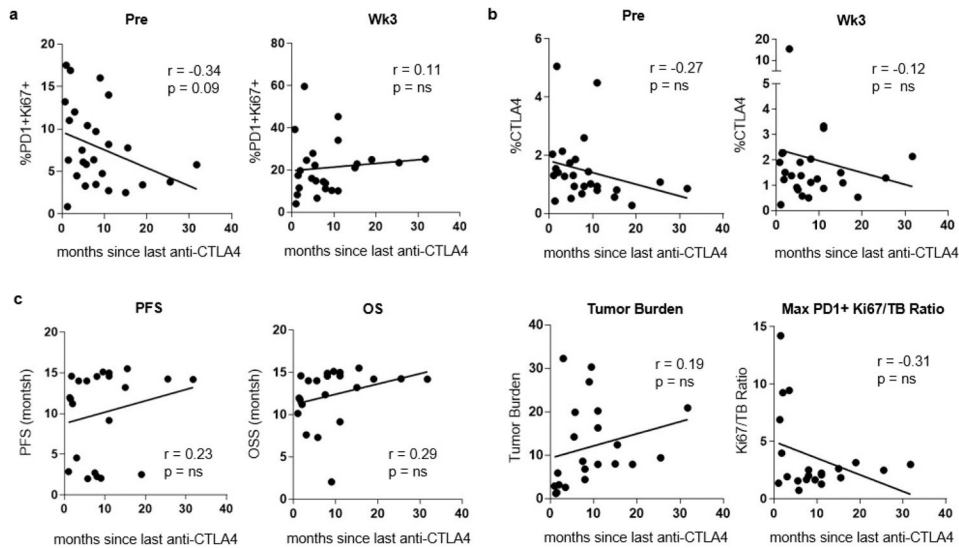 a
Pre
%PD1+Ki67+
20
15
10
5
0
0 10 20 30 40
r = -0.34
p = 0.09
months since last anti-CTLA4
Wk3
%PD1+Ki67+
80
60
40
20
0
0 10 20 30 40
r = 0.11
p = ns
months since last anti-CTLA4
b
Pre
%CTLA4
6
4
2
0
0 10 20 30 40
r = -0.27
p = ns
months since last anti-CTLA4
Wk3
%CTLA4
20
15
10
5
4
3
2
1
0
0 10 20 30 40
r = -0.12
p = ns
months since last anti-CTLA4
c
PFS
PFS (montsh)
20
15
10
5
0
0 10 20 30 40
r = 0.23
p = ns
months since last anti-CTLA4
OS
OSS (montsh)
20
15
10
5
0
0 10 20 30 40
r = 0.29
p = ns
months since last anti-CTLA4
Tumor Burden
Tumor Burden
40
30
20
10
0
0 10 20 30 40
r = 0.19
p = ns
months since last anti-CTLA4
Max PD1+ Ki67/TB Ratio
Ki67/TB Ratio
15
10
5
0
0 10 20 30 40
r = -0.31
p = ns
months since last anti-CTLA4